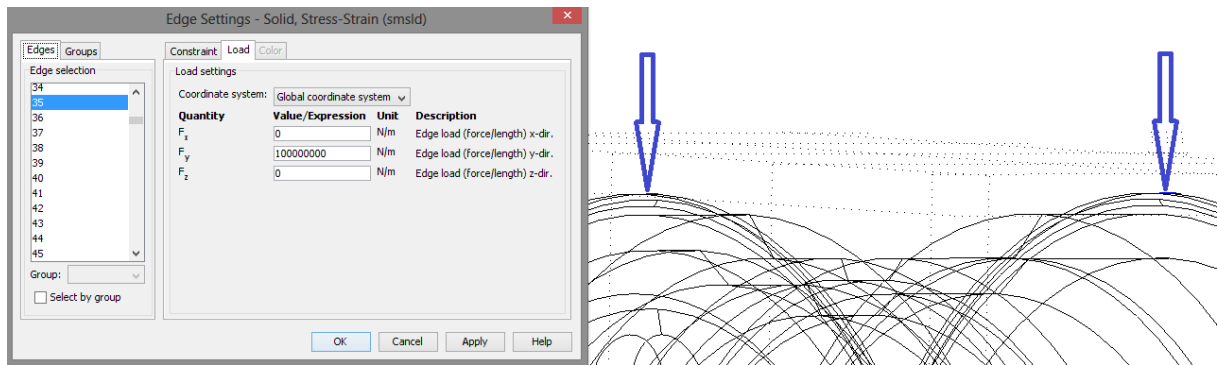 Edge Settings - Solid, Stress-Strain (smsld)
Edges Groups
Edge selection
34
35
36
37
38
39
40
41
42
43
44
45
Group:
Select by group
Constraint Load Color
Load settings
Coordinate system: Global coordinate system
Quantity Value/Expression Unit Description
Fx 0 N/m Edge load (force/length) x-dir.
Fy 100000000 N/m Edge load (force/length) y-dir.
Fz 0 N/m Edge load (force/length) z-dir.
OK Cancel Apply Help